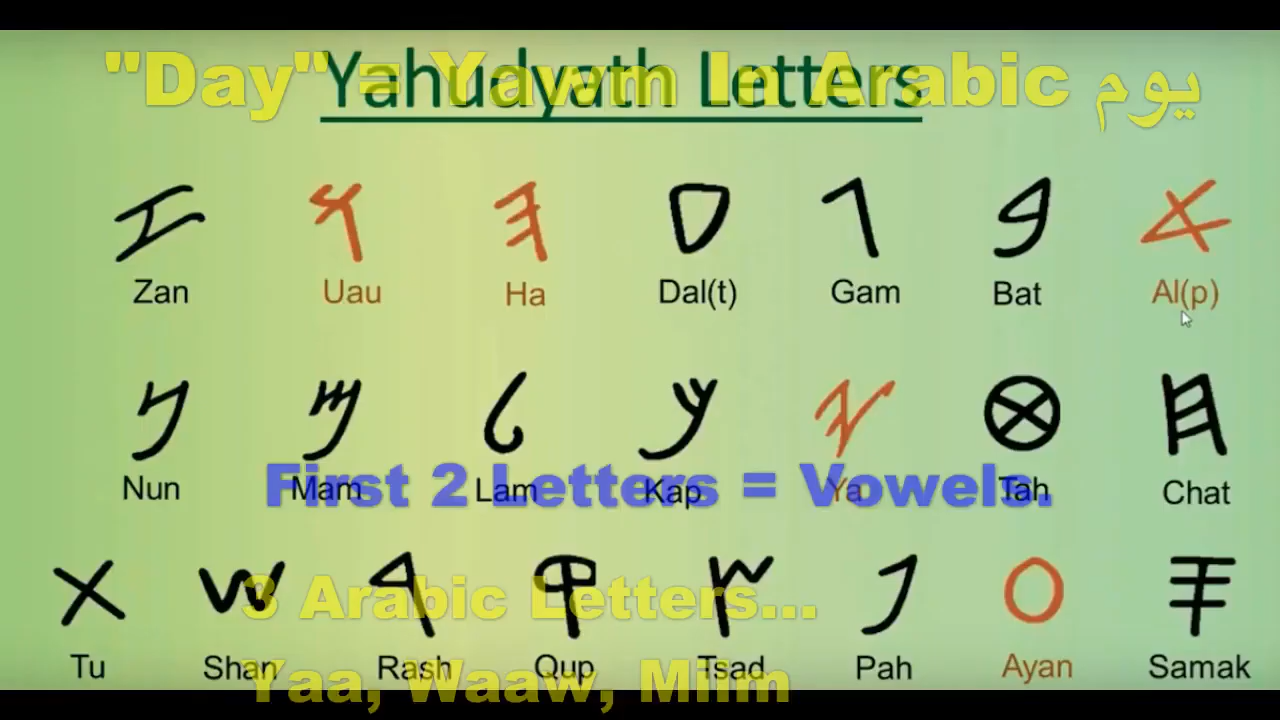 "Day" = Yawm In Arabic يوم
Yahudyath Letters
Zan Uau Ha Dal(t) Gam Bat Al(p)
Nun Mam Lam Kap Ya Tah Chat
First 2 Letters = Vowels.
3 Arabic Letters...
Tu Shan Rash Qup Tsad Pah Ayan Samak
Yaa, Waaw, Miim